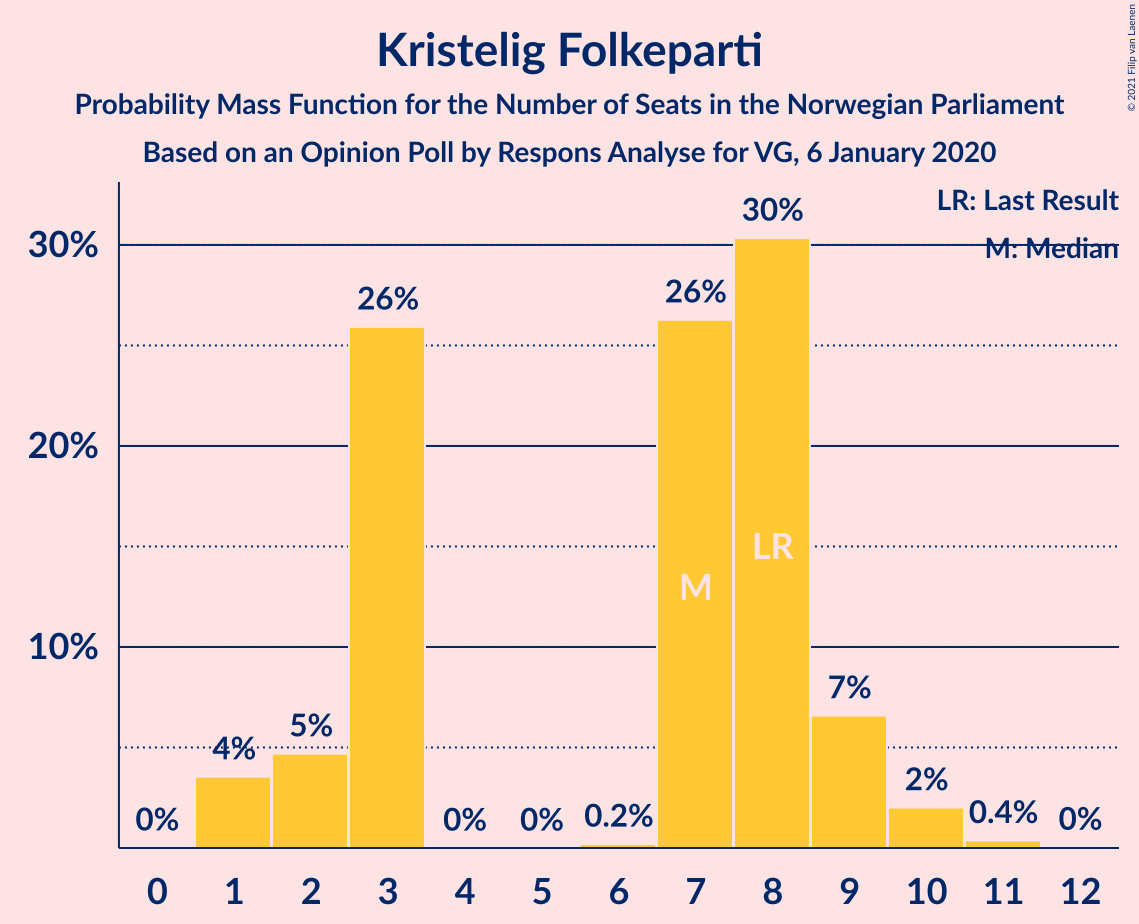 Kristelig Folkeparti
Probability Mass Function for the Number of Seats in the Norwegian Parliament
Based on an Opinion Poll by Respons Analyse for VG, 6 January 2020
© 2021 Filip van Laenen
LR: Last Result
M: Median
30%
20%
10%
0%
4%
5%
26%
0%
0%
0.2%
26%
30%
7%
2%
0.4%
0%
M
LR
0 1 2 3 4 5 6 7 8 9 10 11 12